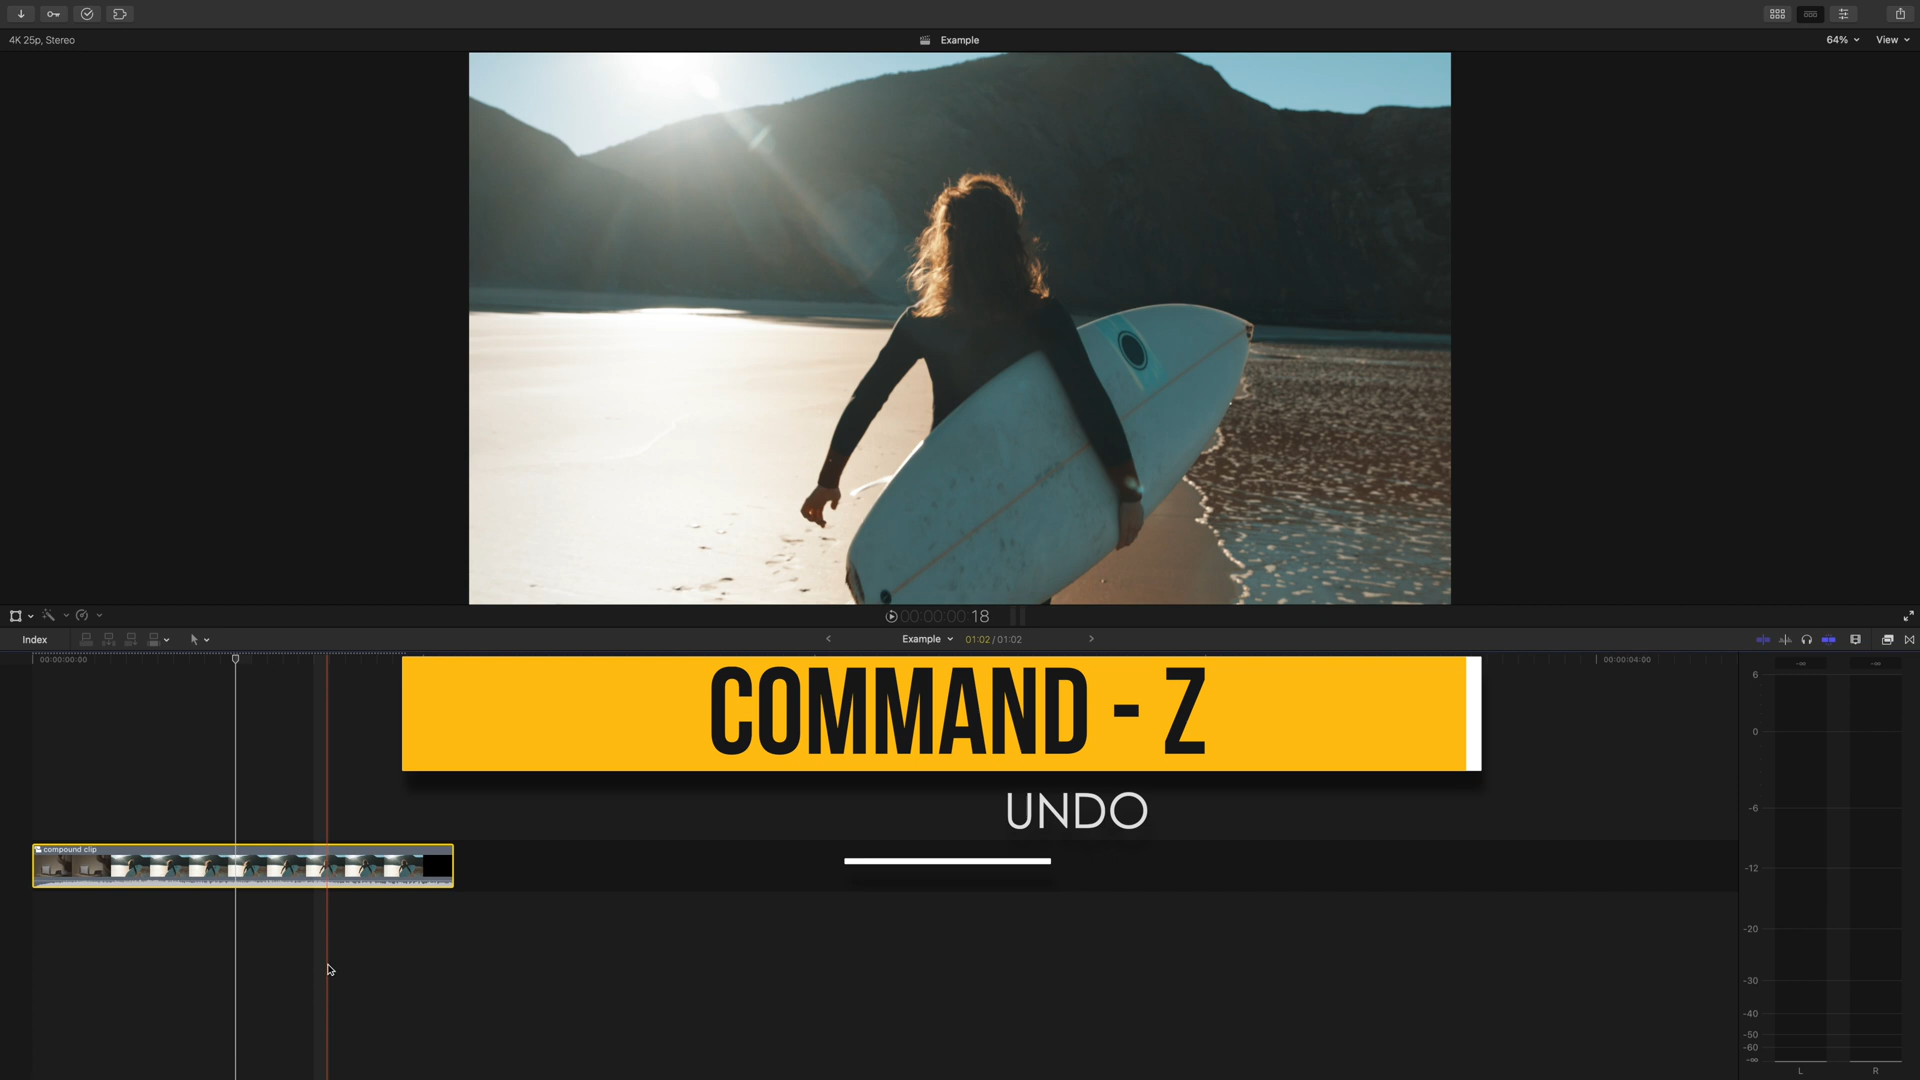 4K 25p, Stereo
Example
64%
View
00:00:00:18
Index
Example
01:02 / 01:02
00:00:00:00
00:00:04:00
COMMAND - Z
UNDO
compound clip
-∞ -∞
6
0
-6
-12
-20
-30
-40
-50
-60
-∞
L R